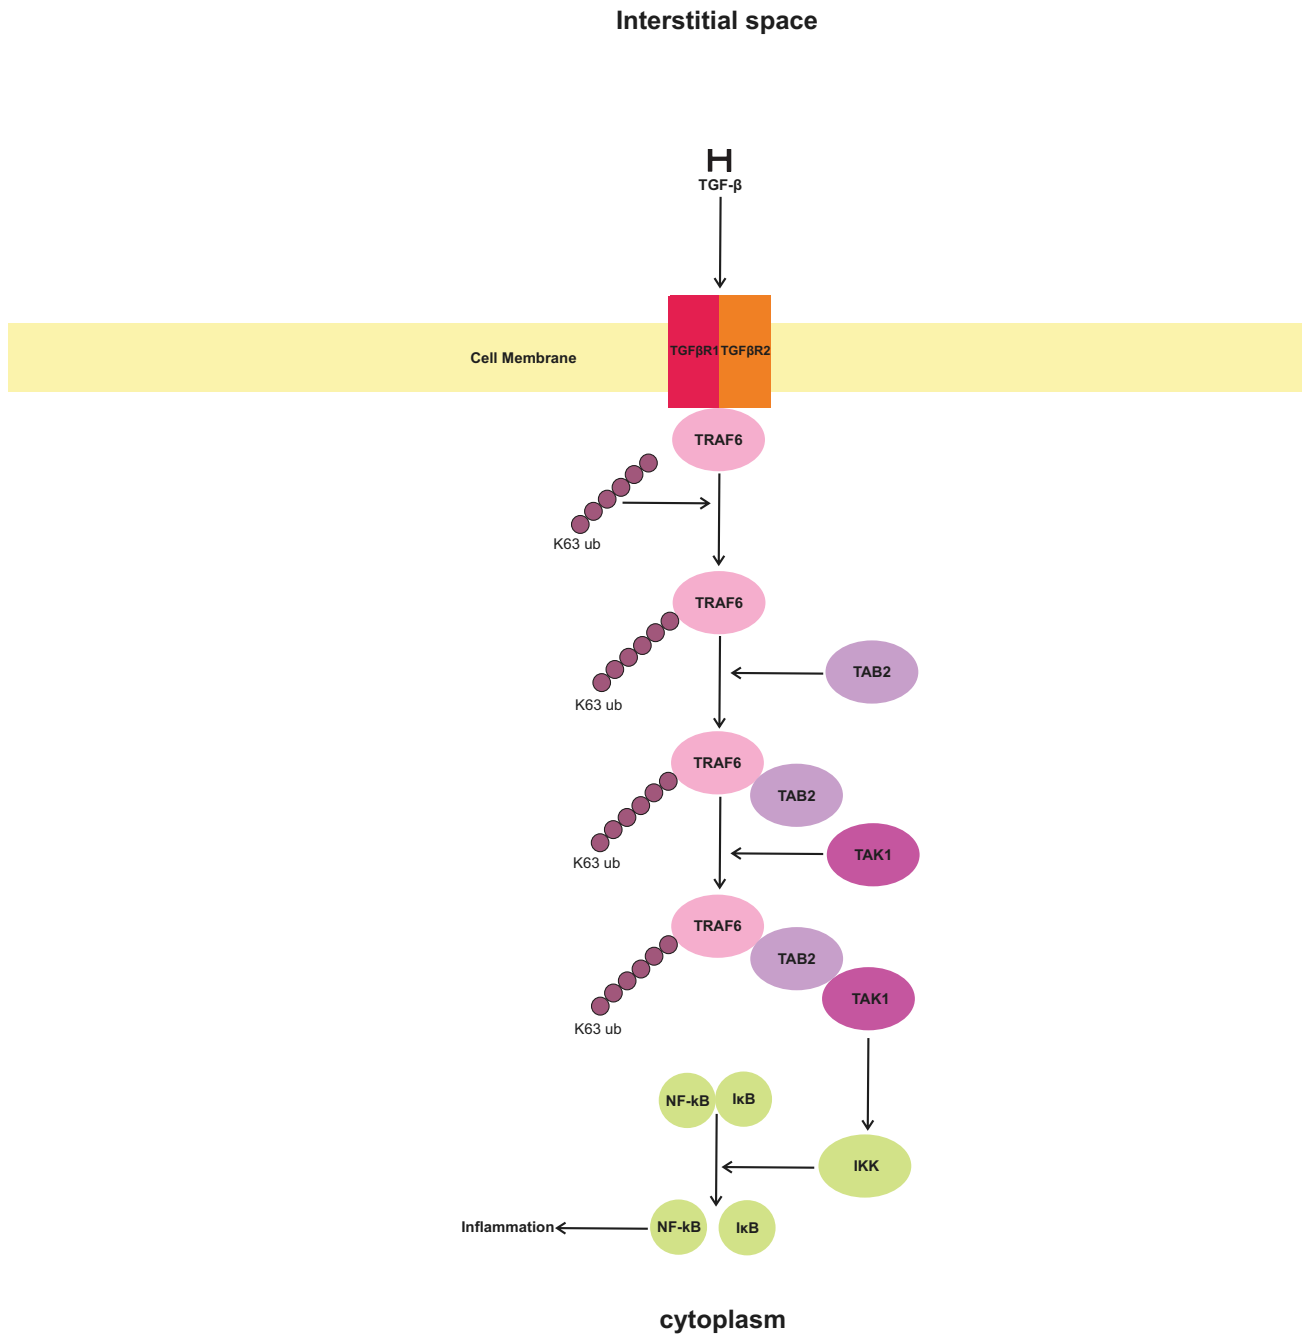 Interstitial space
TGF-β
TGFβR1 TGFβR2
Cell Membrane
TRAF6
K63 ub
TRAF6
TAB2
K63 ub
TRAF6
TAB2
TAK1
K63 ub
TRAF6
TAB2
TAK1
K63 ub
NF-kB IκB
IKK
Inflammation NF-kB IκB
cytoplasm